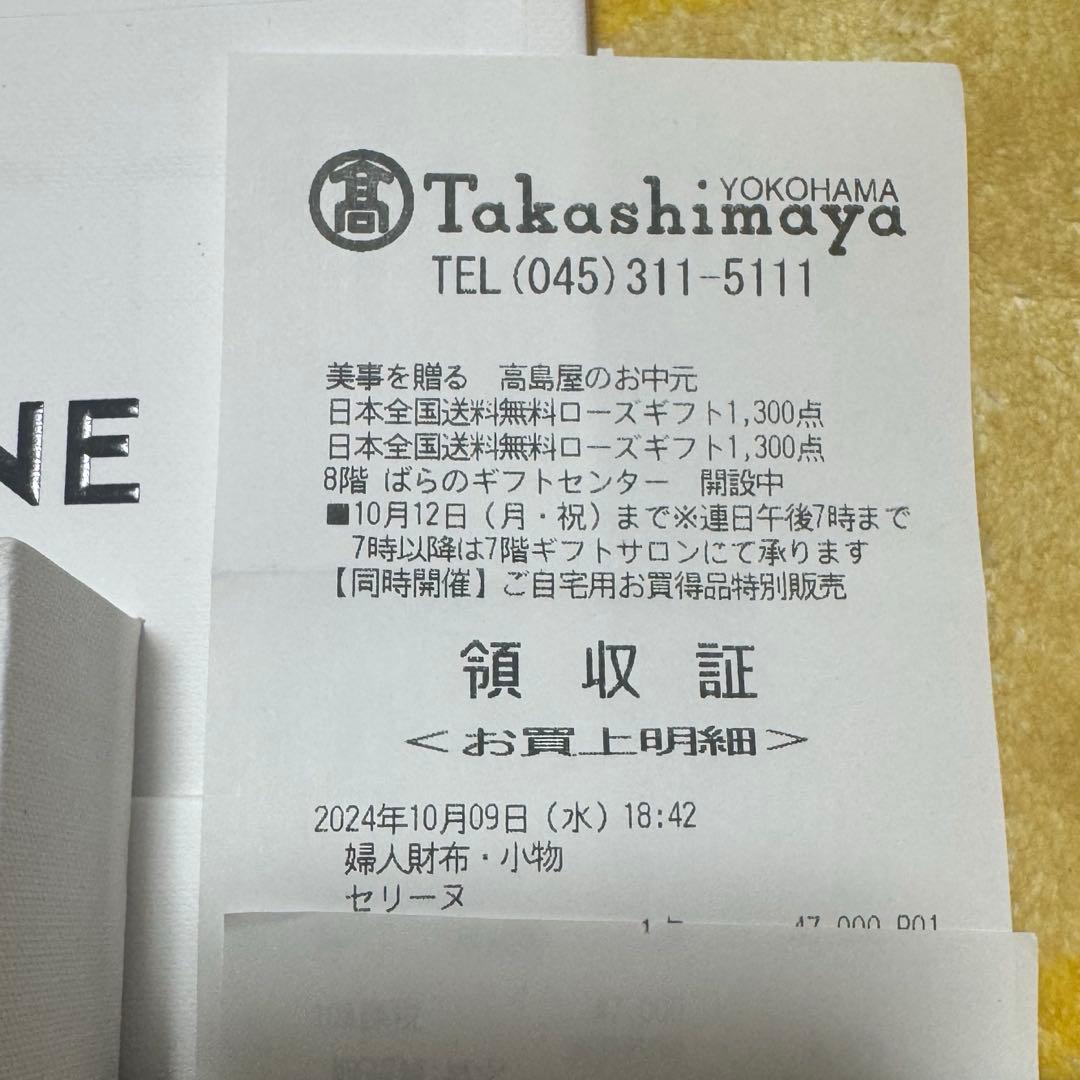 NE
高 Takashimaya YOKOHAMA
TEL(045)311-5111
美事を贈る 高島屋のお中元
日本全国送料無料ローズギフト1,300点
日本全国送料無料ローズギフト1,300点
8階 ばらのギフトセンター 開設中
■10月12日(月・祝)まで※連日午後7時まで
7時以降は7階ギフトサロンにて承ります
【同時開催】ご自宅用お買得品特別販売
領収証
<お買上明細>
2024年10月09日(水)18:42
婦人財布・小物
セリーヌ
47,000 P01